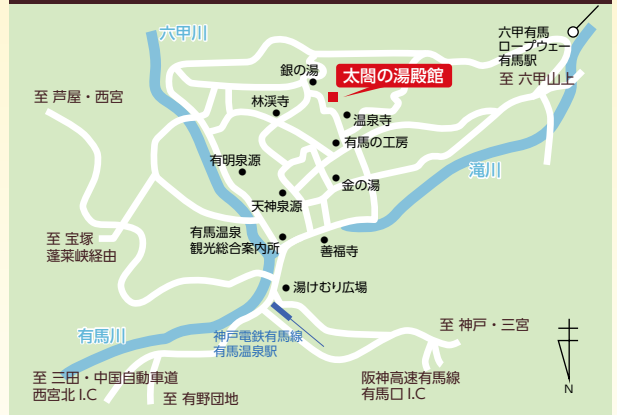 六甲川
六甲有馬
ロープウェー
有馬駅
至 六甲山上
銀の湯
太閤の湯殿館
至 芦屋・西宮
林渓寺
温泉寺
有馬の工房
有明泉源
滝川
金の湯
天神泉源
有馬温泉
観光総合案内所
至 宝塚
蓬莱峡経由
善福寺
湯けむり広場
有馬川
神戸電鉄有馬線
有馬温泉駅
至 神戸・三宮
至 三田・中国自動車道
西宮北 I.C
至 有野団地
阪神高速有馬線
有馬口 I.C
N